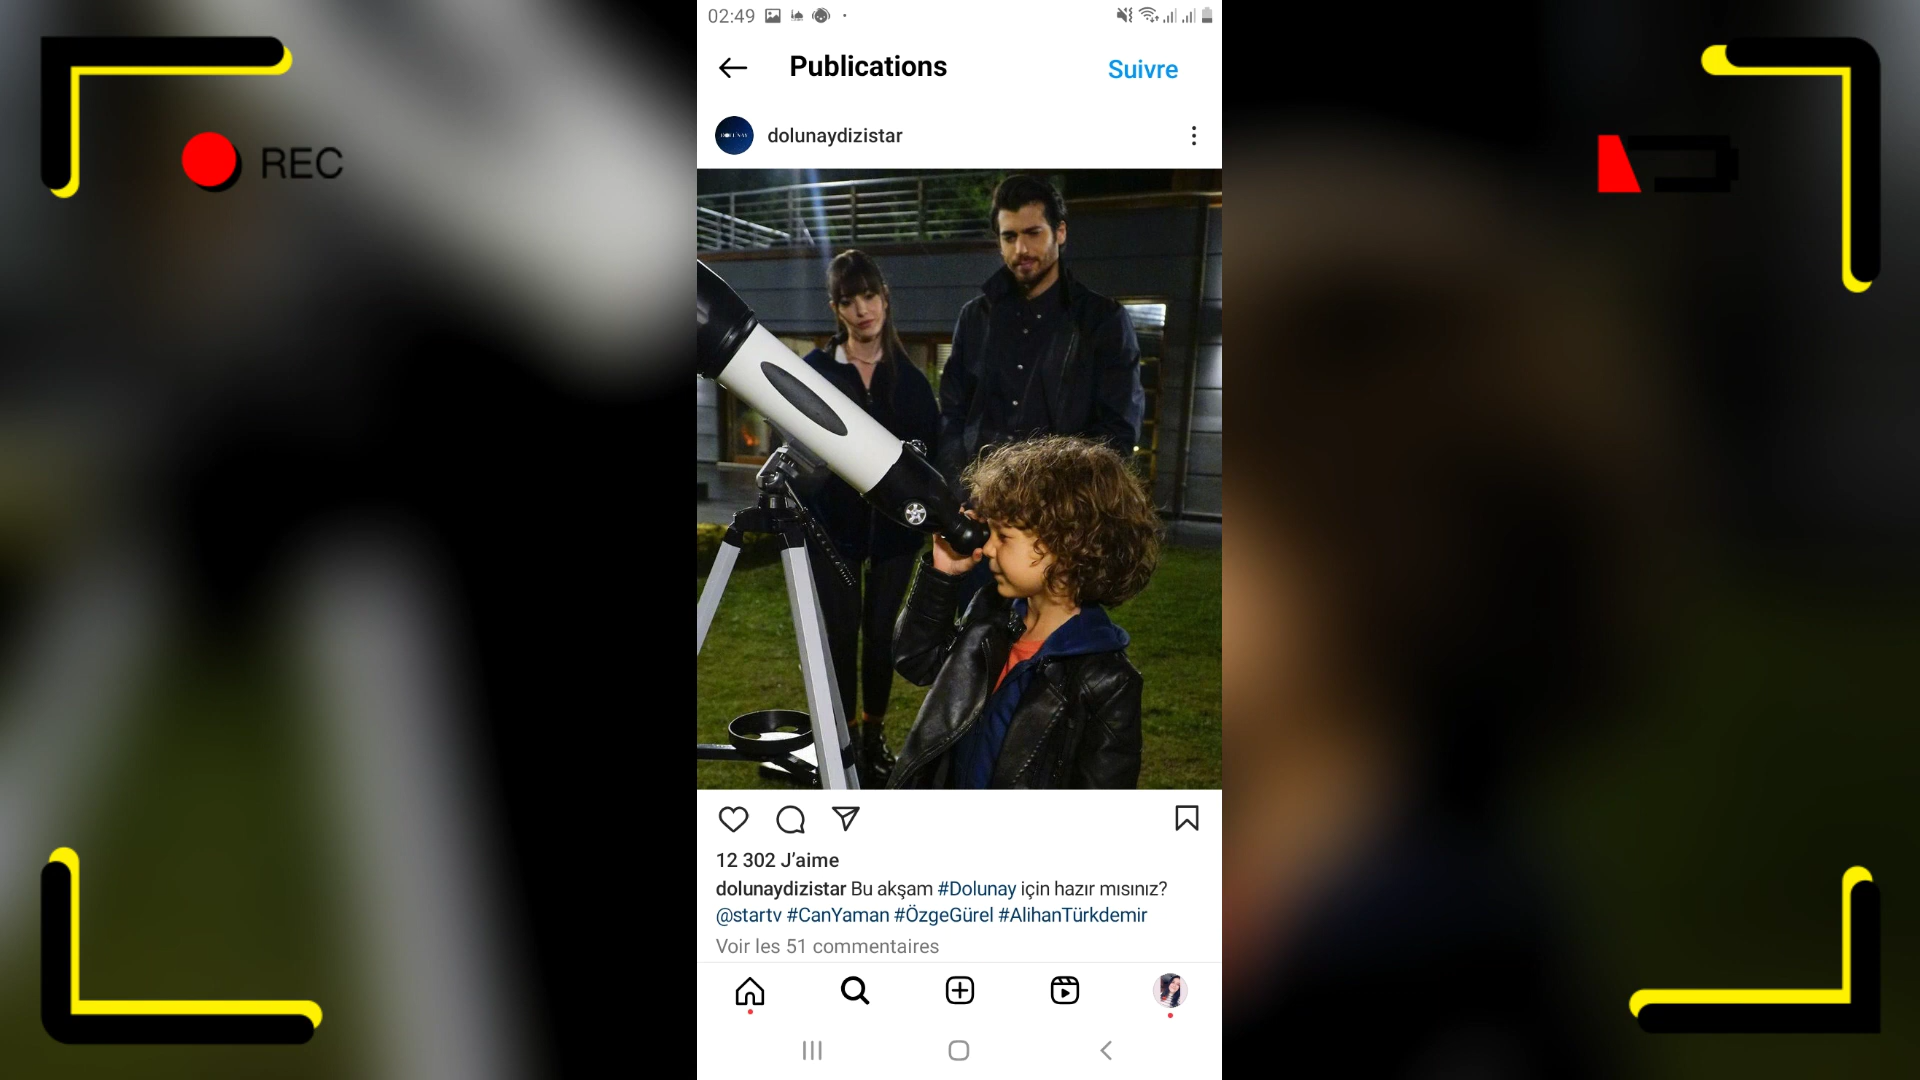 02:49
Publications
Suivre
REC
DOLUNAY
dolunaydizistar
12 302 J'aime
dolunaydizistar Bu akşam #Dolunay için hazır mısınız?
@startv #CanYaman #ÖzgeGürel #AlihanTürkdemir
Voir les 51 commentaires